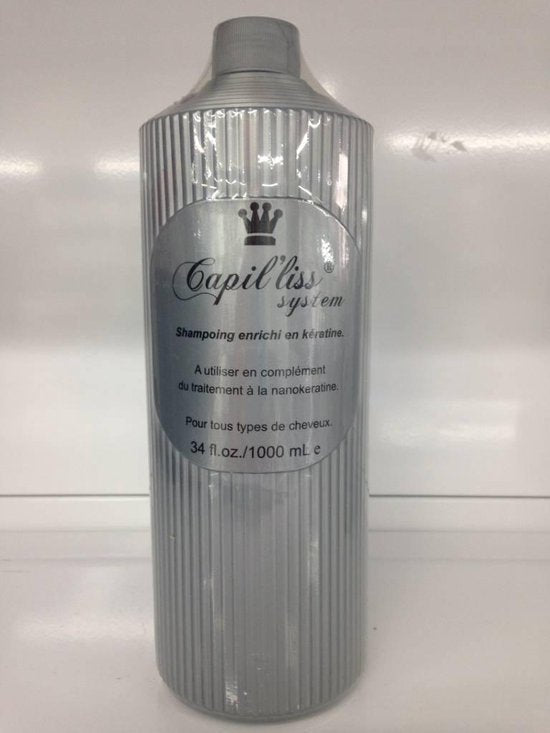 Capil'liss®
system
Shampoing enrichi en kératine.
A utiliser en complément
du traitement à la nanokeratine.
Pour tous types de cheveux.
34 fl.oz./1000 mL e